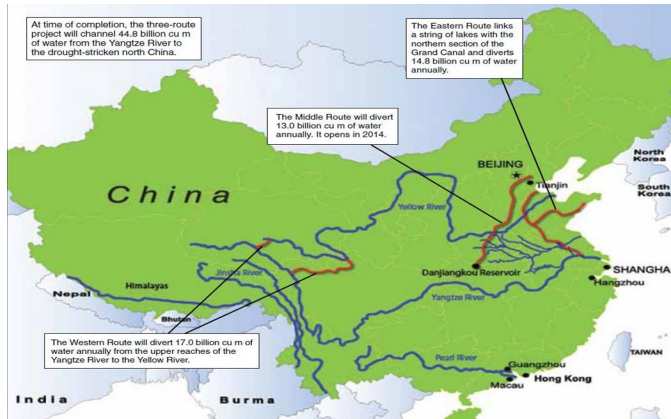 At time of completion, the three-route
project will channel 44.8 billion cu m
of water from the Yangtze River to
the drought-stricken north China.
The Eastern Route links
a string of lakes with the
northern section of the
Grand Canal and diverts
14.8 billion cu m of water
annually.
The Middle Route will divert
13.0 billion cu m of water
annually. It opens in 2014.
North
Korea
BEIJING
Tianjin
South
Korea
China
Yellow River
Jinsha River
Danjiangkou Reservoir
SHANGHA
Hangzhou
Himalayas
Nepal
Yangtze River
Bhutan
The Western Route will divert 17.0 billion cu m of
water annually from the upper reaches of the
Yangtze River to the Yellow River.
TAIWAN
Pearl River
Guangzhou
Hong Kong
Macau
India
Burma